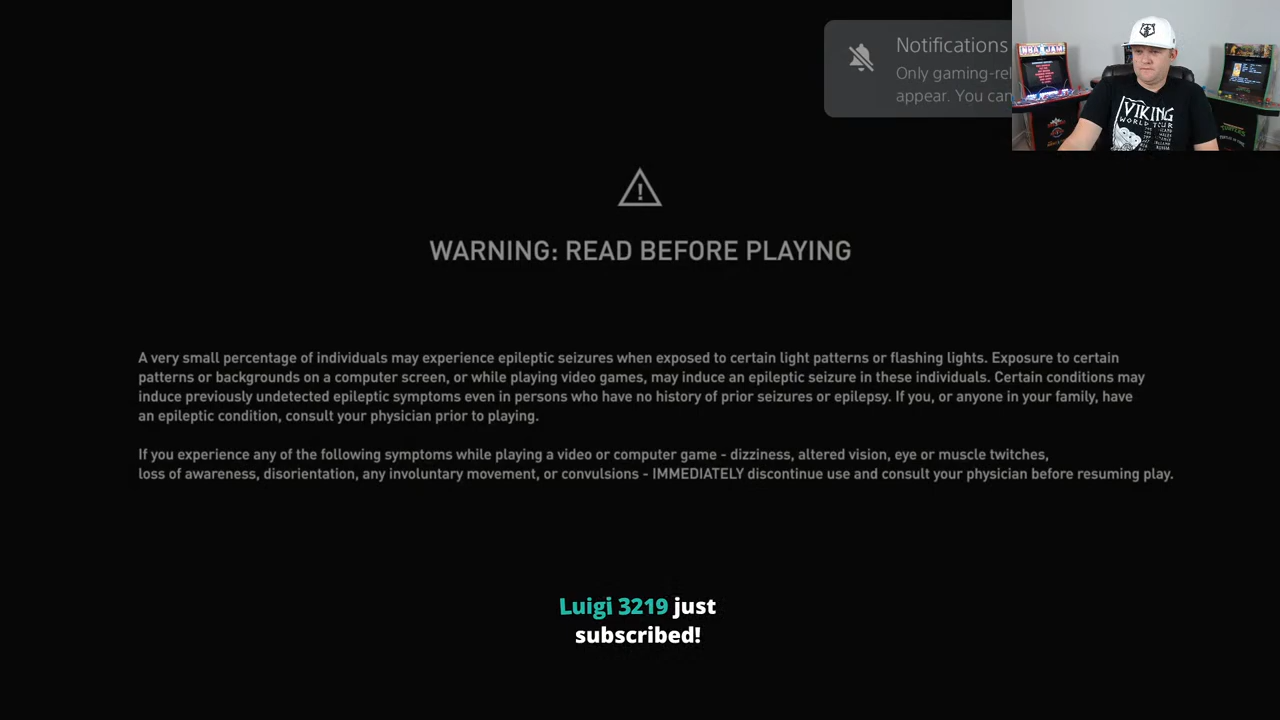 Notifications
Only gaming-rel
appear. You can
NBA JAM
VIKING
WORLD TOUR
WARNING: READ BEFORE PLAYING
A very small percentage of individuals may experience epileptic seizures when exposed to certain light patterns or flashing lights. Exposure to certain
patterns or backgrounds on a computer screen, or while playing video games, may induce an epileptic seizure in these individuals. Certain conditions may
induce previously undetected epileptic symptoms even in persons who have no history of prior seizures or epilepsy. If you, or anyone in your family, have
an epileptic condition, consult your physician prior to playing.
If you experience any of the following symptoms while playing a video or computer game - dizziness, altered vision, eye or muscle twitches,
loss of awareness, disorientation, any involuntary movement, or convulsions - IMMEDIATELY discontinue use and consult your physician before resuming play.
Luigi 3219 just
subscribed!